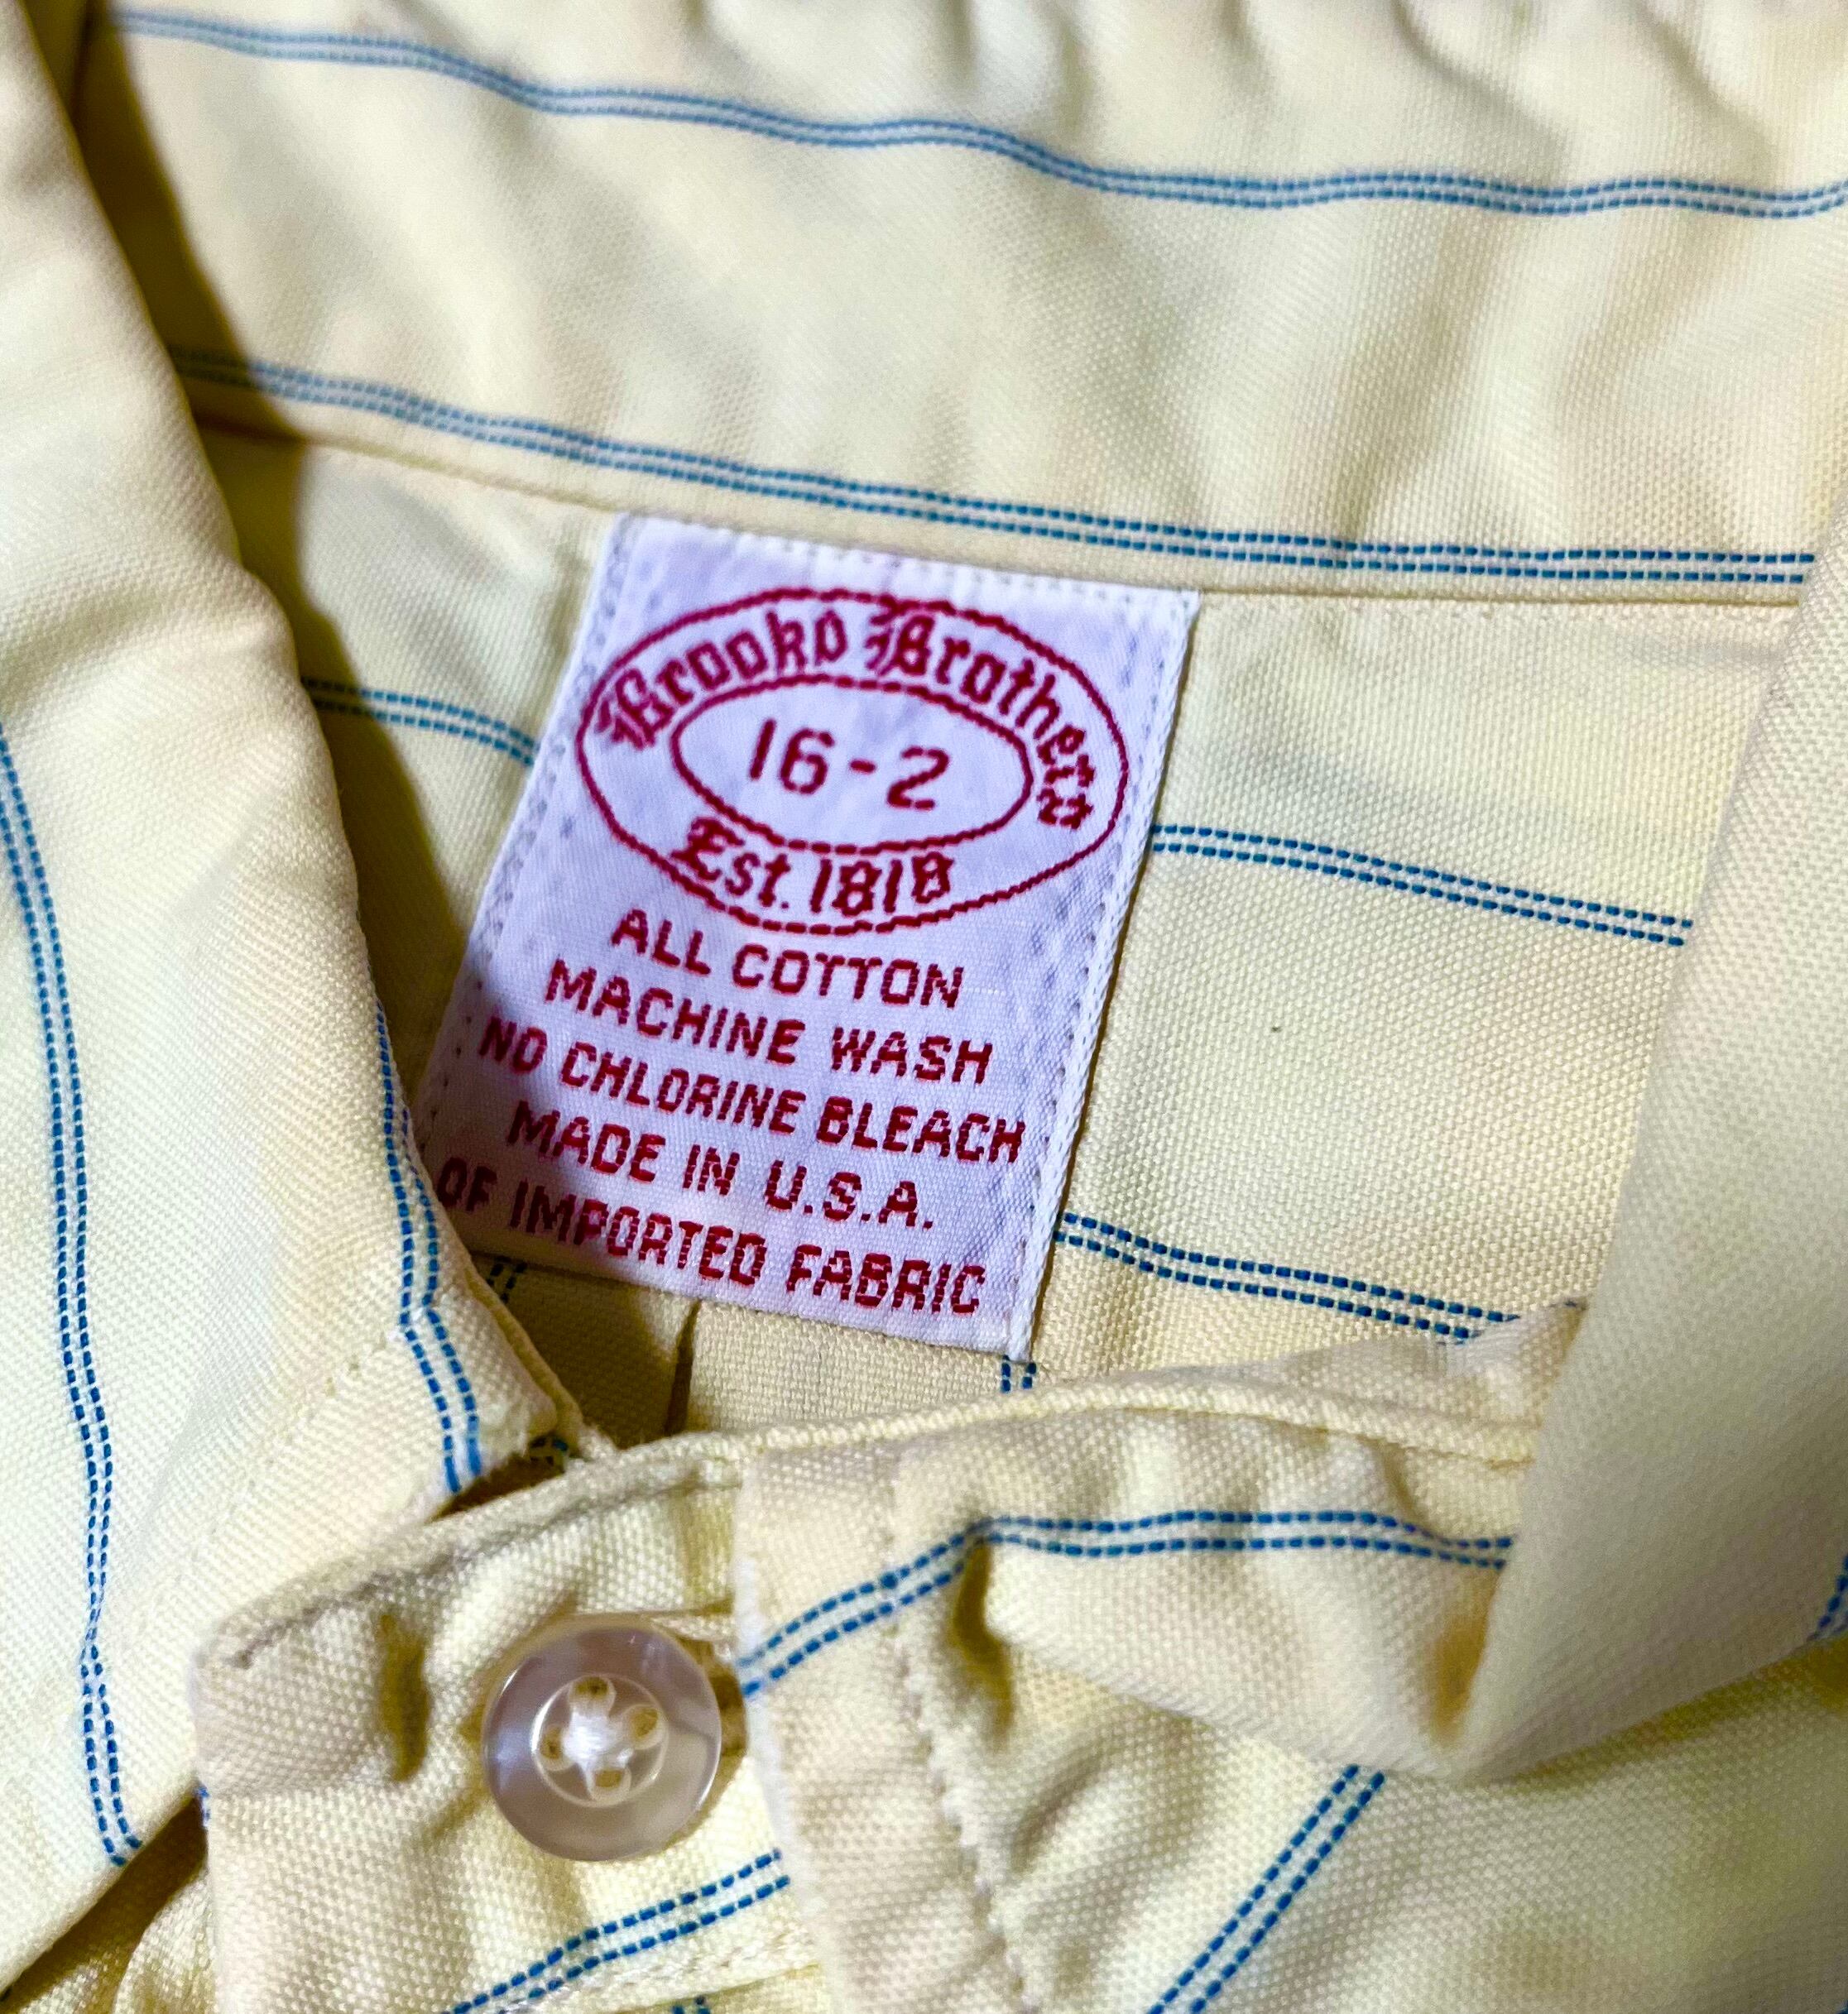 Brooks Brothers
16-2
Est. 1818
ALL COTTON
MACHINE WASH
NO CHLORINE BLEACH
MADE IN U.S.A.
OF IMPORTED FABRIC